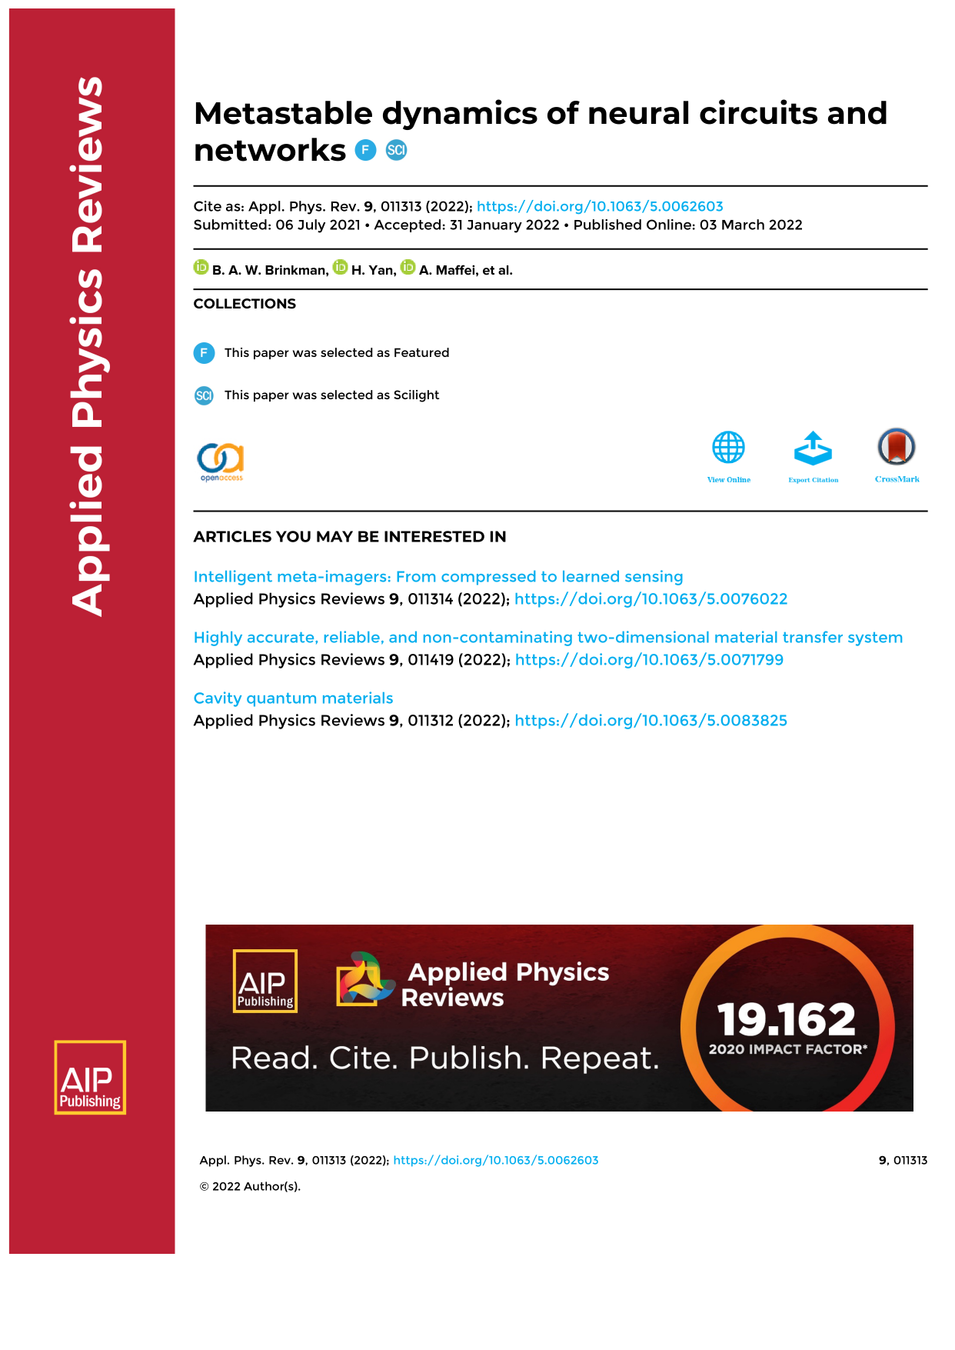 Applied Physics Reviews
Metastable dynamics of neural circuits and
networks F SCI
Cite as: Appl. Phys. Rev. 9, 011313 (2022); https://doi.org/10.1063/5.0062603
Submitted: 06 July 2021 • Accepted: 31 January 2022 • Published Online: 03 March 2022
iD B. A. W. Brinkman, iD H. Yan, iD A. Maffei, et al.
COLLECTIONS
F This paper was selected as Featured
SCI This paper was selected as Scilight
openaccess
View Online
Export Citation
CrossMark
ARTICLES YOU MAY BE INTERESTED IN
Intelligent meta-imagers: From compressed to learned sensing
Applied Physics Reviews 9, 011314 (2022); https://doi.org/10.1063/5.0076022
Highly accurate, reliable, and non-contaminating two-dimensional material transfer system
Applied Physics Reviews 9, 011419 (2022); https://doi.org/10.1063/5.0071799
Cavity quantum materials
Applied Physics Reviews 9, 011312 (2022); https://doi.org/10.1063/5.0083825
AIP
Publishing
Applied Physics
Reviews
Read. Cite. Publish. Repeat.
19.162
2020 IMPACT FACTOR*
AIP
Publishing
Appl. Phys. Rev. 9, 011313 (2022); https://doi.org/10.1063/5.0062603
9, 011313
© 2022 Author(s).